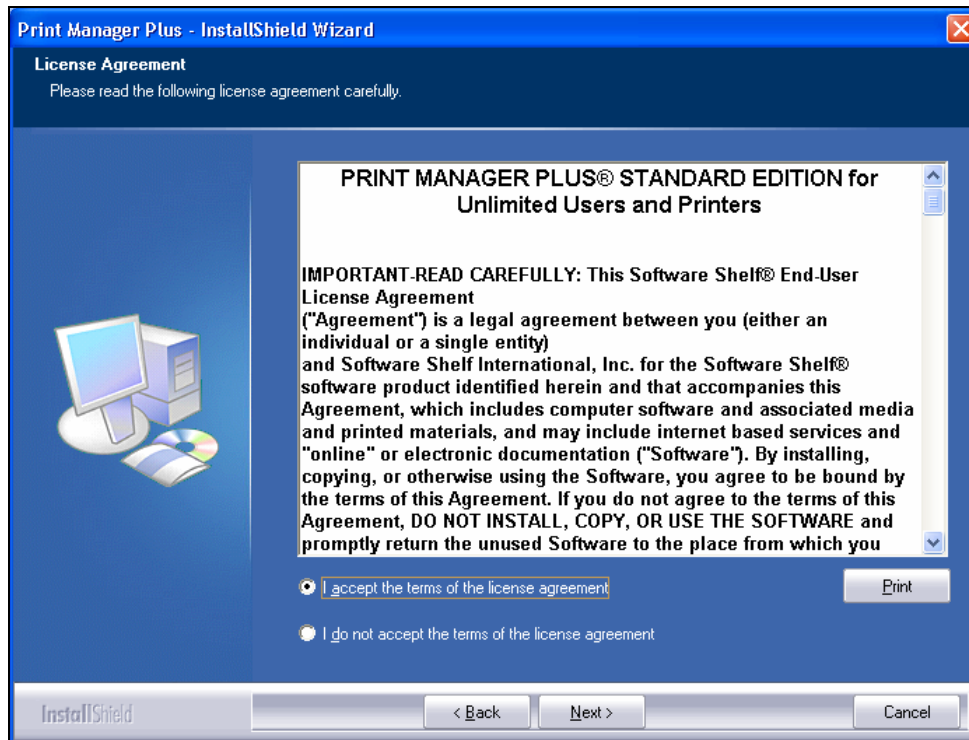 Print Manager Plus - InstallShield Wizard
License Agreement
Please read the following license agreement carefully.
PRINT MANAGER PLUS® STANDARD EDITION for
Unlimited Users and Printers
IMPORTANT-READ CAREFULLY: This Software Shelf® End-User
License Agreement
("Agreement") is a legal agreement between you (either an
individual or a single entity)
and Software Shelf International, Inc. for the Software Shelf®
software product identified herein and that accompanies this
Agreement, which includes computer software and associated media
and printed materials, and may include internet based services and
"online" or electronic documentation ("Software"). By installing,
copying, or otherwise using the Software, you agree to be bound by
the terms of this Agreement. If you do not agree to the terms of this
Agreement, DO NOT INSTALL, COPY, OR USE THE SOFTWARE and
promptly return the unused Software to the place from which you
I accept the terms of the license agreement
Print
I do not accept the terms of the license agreement
InstallShield
< Back
Next >
Cancel